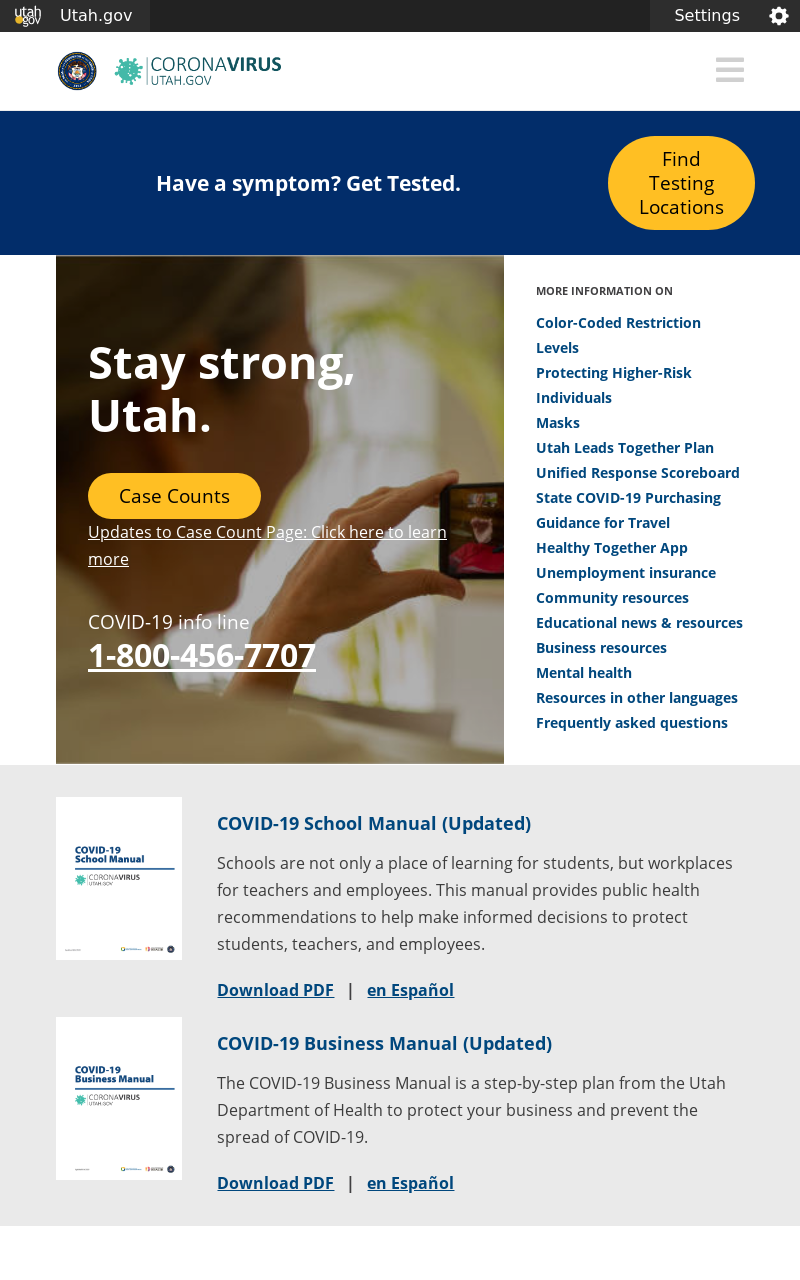 utah
gov
Utah.gov
Settings
CORONAVIRUS
UTAH.GOV
Have a symptom? Get Tested.
Find
Testing
Locations
Stay strong,
Utah.
Case Counts
Updates to Case Count Page: Click here to learn
more
COVID-19 info line
1-800-456-7707
MORE INFORMATION ON
Color-Coded Restriction
Levels
Protecting Higher-Risk
Individuals
Masks
Utah Leads Together Plan
Unified Response Scoreboard
State COVID-19 Purchasing
Guidance for Travel
Healthy Together App
Unemployment insurance
Community resources
Educational news & resources
Business resources
Mental health
Resources in other languages
Frequently asked questions
COVID-19
School Manual
CORONAVIRUS
UTAH.GOV
COVID-19 School Manual (Updated)
Schools are not only a place of learning for students, but workplaces
for teachers and employees. This manual provides public health
recommendations to help make informed decisions to protect
students, teachers, and employees.
Download PDF | en Español
COVID-19
Business Manual
CORONAVIRUS
UTAH.GOV
COVID-19 Business Manual (Updated)
The COVID-19 Business Manual is a step-by-step plan from the Utah
Department of Health to protect your business and prevent the
spread of COVID-19.
Download PDF | en Español